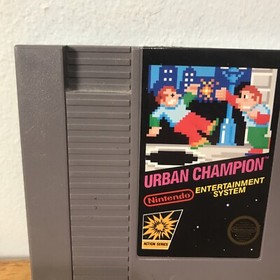 URBAN CHAMPION
Nintendo
ENTERTAINMENT
SYSTEM
ACTION SERIES